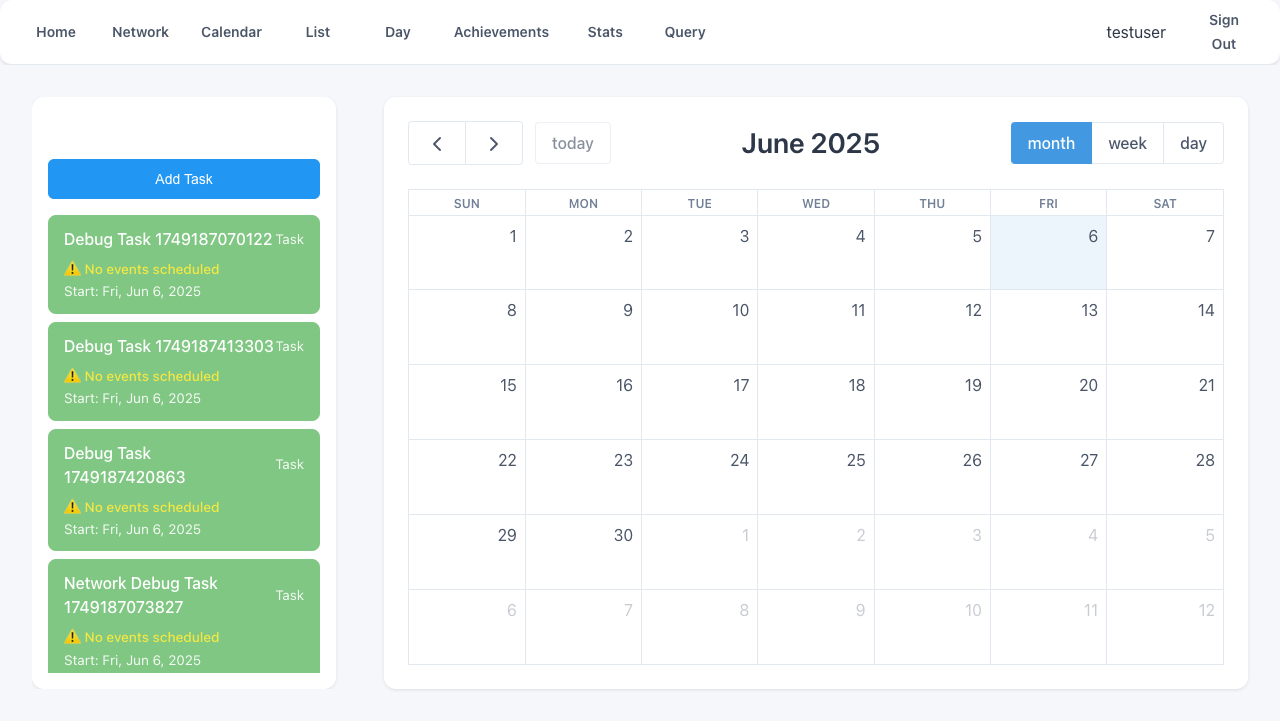 Home Network Calendar List Day Achievements Stats Query testuser Sign Out
Add Task
Debug Task 1749187070122 Task
⚠️ No events scheduled
Start: Fri, Jun 6, 2025
Debug Task 1749187413303 Task
⚠️ No events scheduled
Start: Fri, Jun 6, 2025
Debug Task
1749187420863
Task
⚠️ No events scheduled
Start: Fri, Jun 6, 2025
Network Debug Task
1749187073827
Task
⚠️ No events scheduled
Start: Fri, Jun 6, 2025
today
June 2025
month week day
SUN MON TUE WED THU FRI SAT
1 2 3 4 5 6 7
8 9 10 11 12 13 14
15 16 17 18 19 20 21
22 23 24 25 26 27 28
29 30 1 2 3 4 5
6 7 8 9 10 11 12